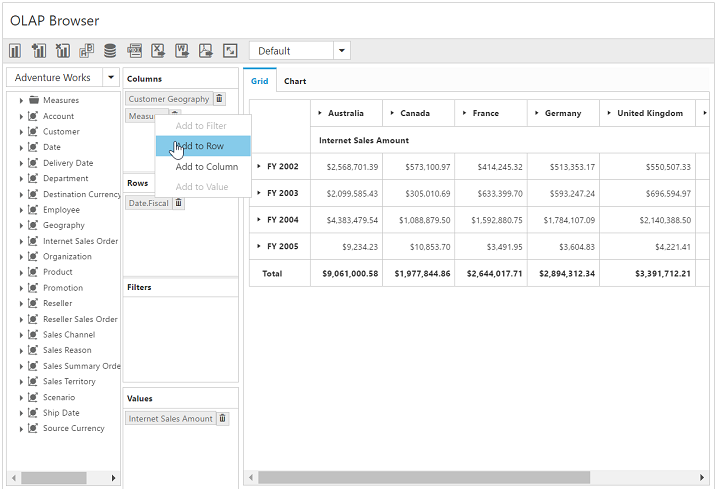 OLAP Browser
Default
Adventure Works
Measures
Account
Customer
Date
Delivery Date
Department
Destination Currency
Employee
Geography
Internet Sales Order
Organization
Product
Promotion
Reseller
Reseller Sales Order
Sales Channel
Sales Reason
Sales Summary Orde
Sales Territory
Scenario
Ship Date
Source Currency
Columns
Customer Geography
Measu
Add to Filter
Add to Row
Add to Column
Add to Value
Rows
Date.Fiscal
Filters
Values
Internet Sales Amount
Grid Chart
Australia Canada France Germany United Kingdom
Internet Sales Amount
FY 2002 $2,568,701.39 $573,100.97 $414,245.32 $513,353.17 $550,507.33
FY 2003 $2,099,585.43 $305,010.69 $633,399.70 $593,247.24 $696,594.97
FY 2004 $4,383,479.54 $1,088,879.50 $1,592,880.75 $1,784,107.09 $2,140,388.50
FY 2005 $9,234.23 $10,853.70 $3,491.95 $3,604.83 $4,221.41
Total $9,061,000.58 $1,977,844.86 $2,644,017.71 $2,894,312.34 $3,391,712.21